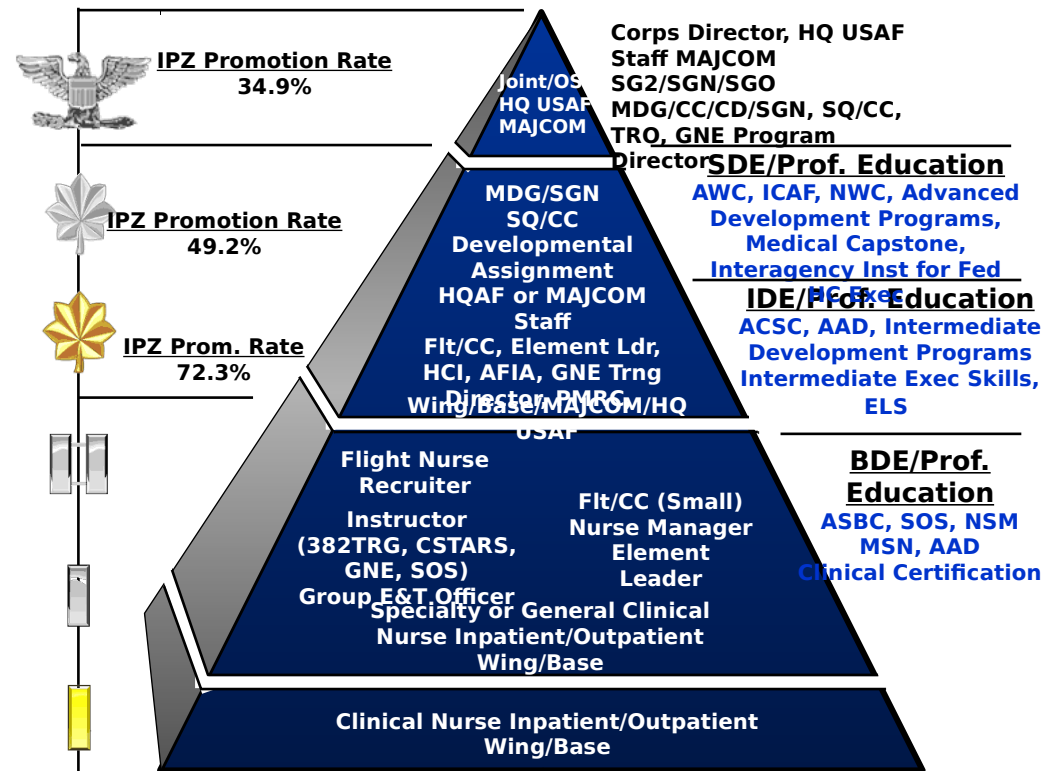 IPZ Promotion Rate
34.9%
Joint/OS
HQ USAF
MAJCOM
Corps Director, HQ USAF
Staff MAJCOM
SG2/SGN/SGO
MDG/CC/CD/SGN, SQ/CC,
TRO, GNE Program
Director
SDE/Prof. Education
AWC, ICAF, NWC, Advanced
Development Programs,
Medical Capstone,
Interagency Inst for Fed
HC Exec
IPZ Promotion Rate
49.2%
MDG/SGN
SQ/CC
Developmental
Assignment
HQAF or MAJCOM
Staff
Flt/CC, Element Ldr,
HCI, AFIA, GNE Trng
Director, PMRC,
Wing/Base/MAJCOM/HQ
USAF
IDE/Prof. Education
ACSC, AAD, Intermediate
Development Programs
Intermediate Exec Skills,
ELS
IPZ Prom. Rate
72.3%
Flight Nurse
Recruiter
Instructor
(382TRG, CSTARS,
GNE, SOS)
Group E&T Officer
Flt/CC (Small)
Nurse Manager
Element
Leader
Specialty or General Clinical
Nurse Inpatient/Outpatient
Wing/Base
BDE/Prof.
Education
ASBC, SOS, NSM
MSN, AAD
Clinical Certification
Clinical Nurse Inpatient/Outpatient
Wing/Base